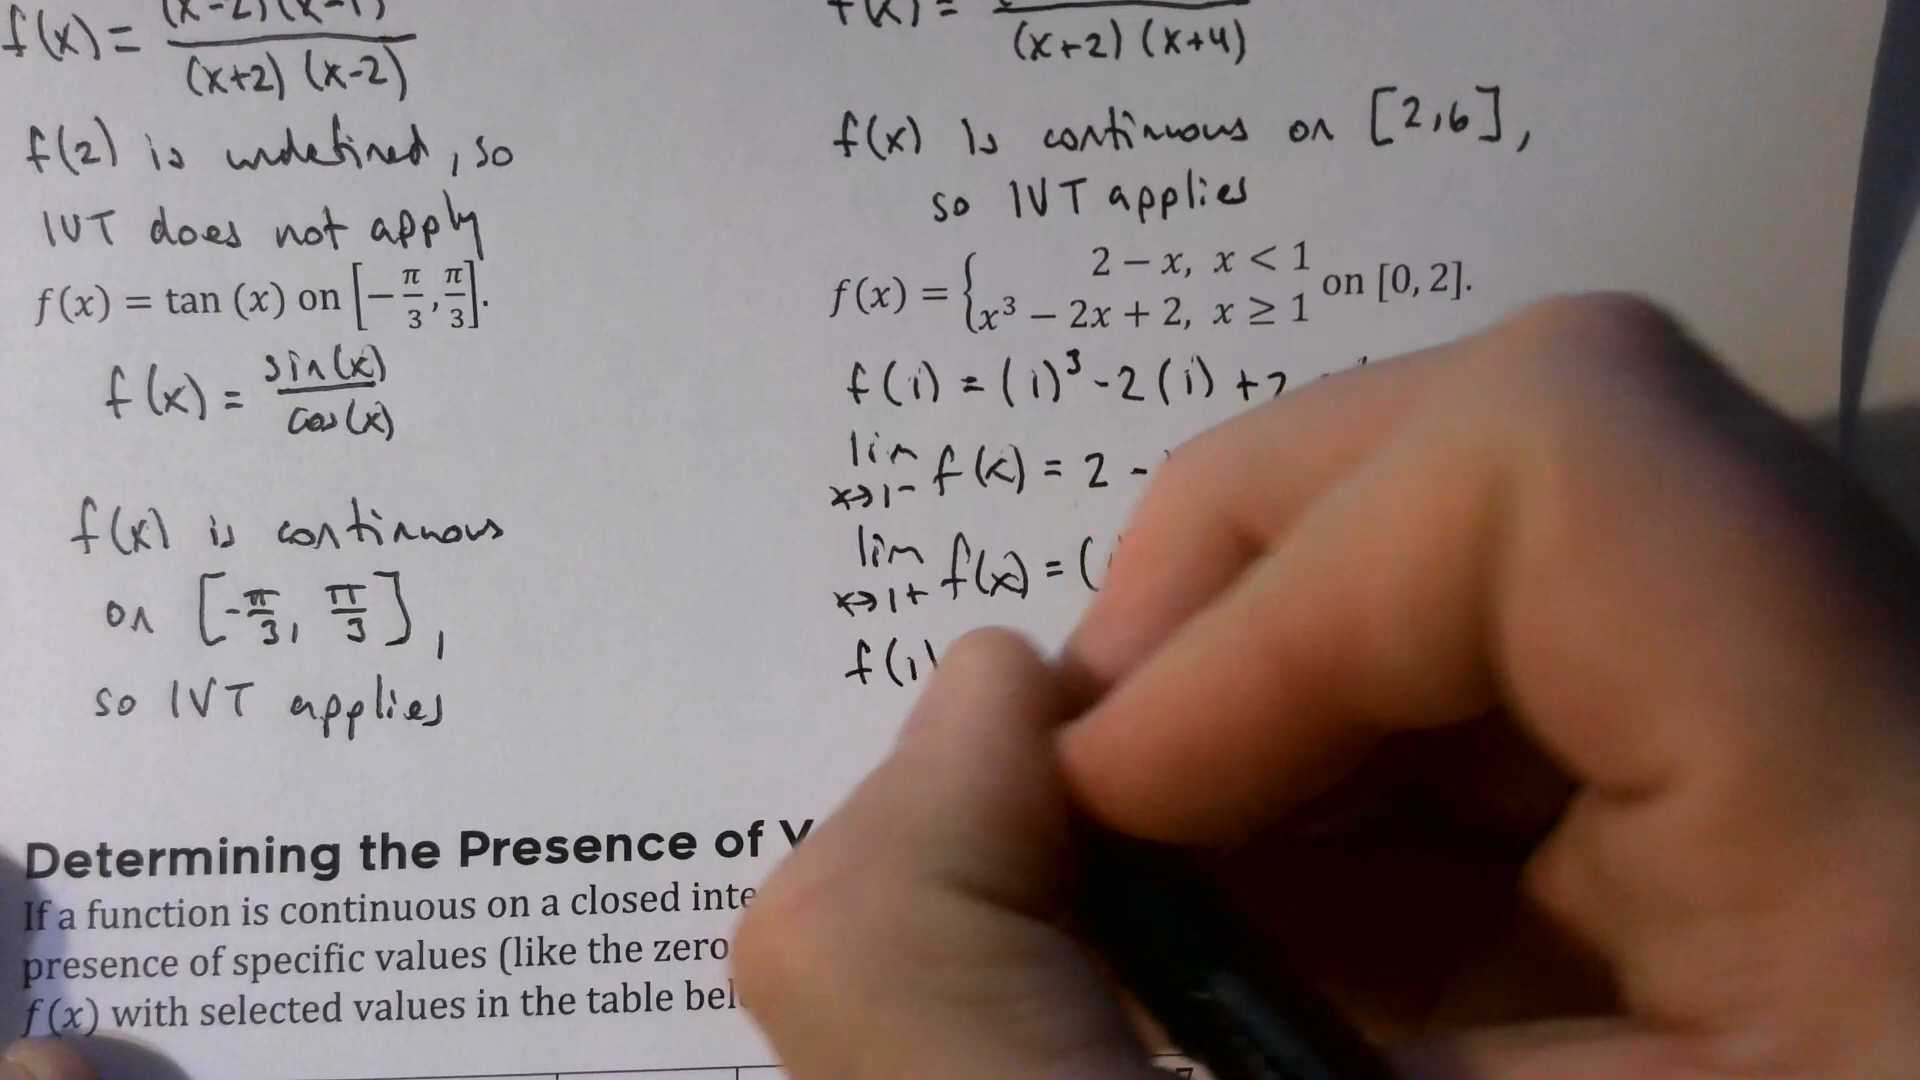 f(x) = (x-2)(x-1)
(x+2)(x-2)
f(2) is undefined, so
IVT does not apply
f(x) = tan (x) on [−π/3, π/3].
f(x) = sin(x)
cos(x)
f(x) is continuous
on [-π/3, π/3],
so IVT applies
f(x) =
(x+2)(x+4)
f(x) is continuous on [2,6],
so IVT applies
f(x) = { 2 − x, x < 1
x³ − 2x + 2, x ≥ 1 on [0, 2].
f(1) = (1)³ - 2(1) + 2
lim x→1- f(x) = 2 -
lim x→1+ f(x) = (
f(1)
Determining the Presence of
If a function is continuous on a closed
presence of specific values (like the zero
f(x) with selected values in the table